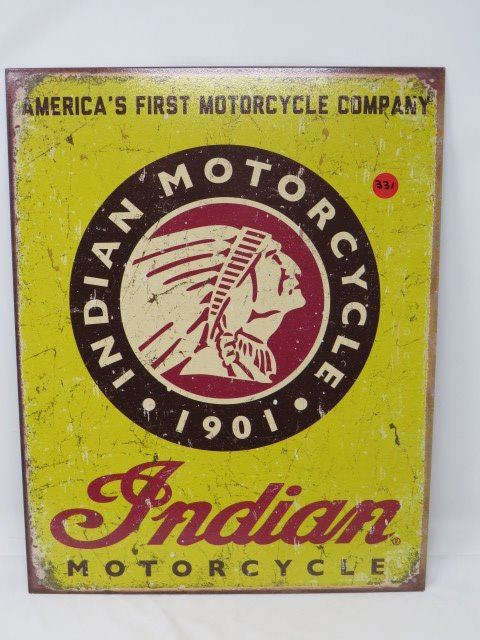 AMERICA'S FIRST MOTORCYCLE COMPANY
331
INDIAN MOTORCYCLE
• 1901 •
Indian®
MOTORCYCLE